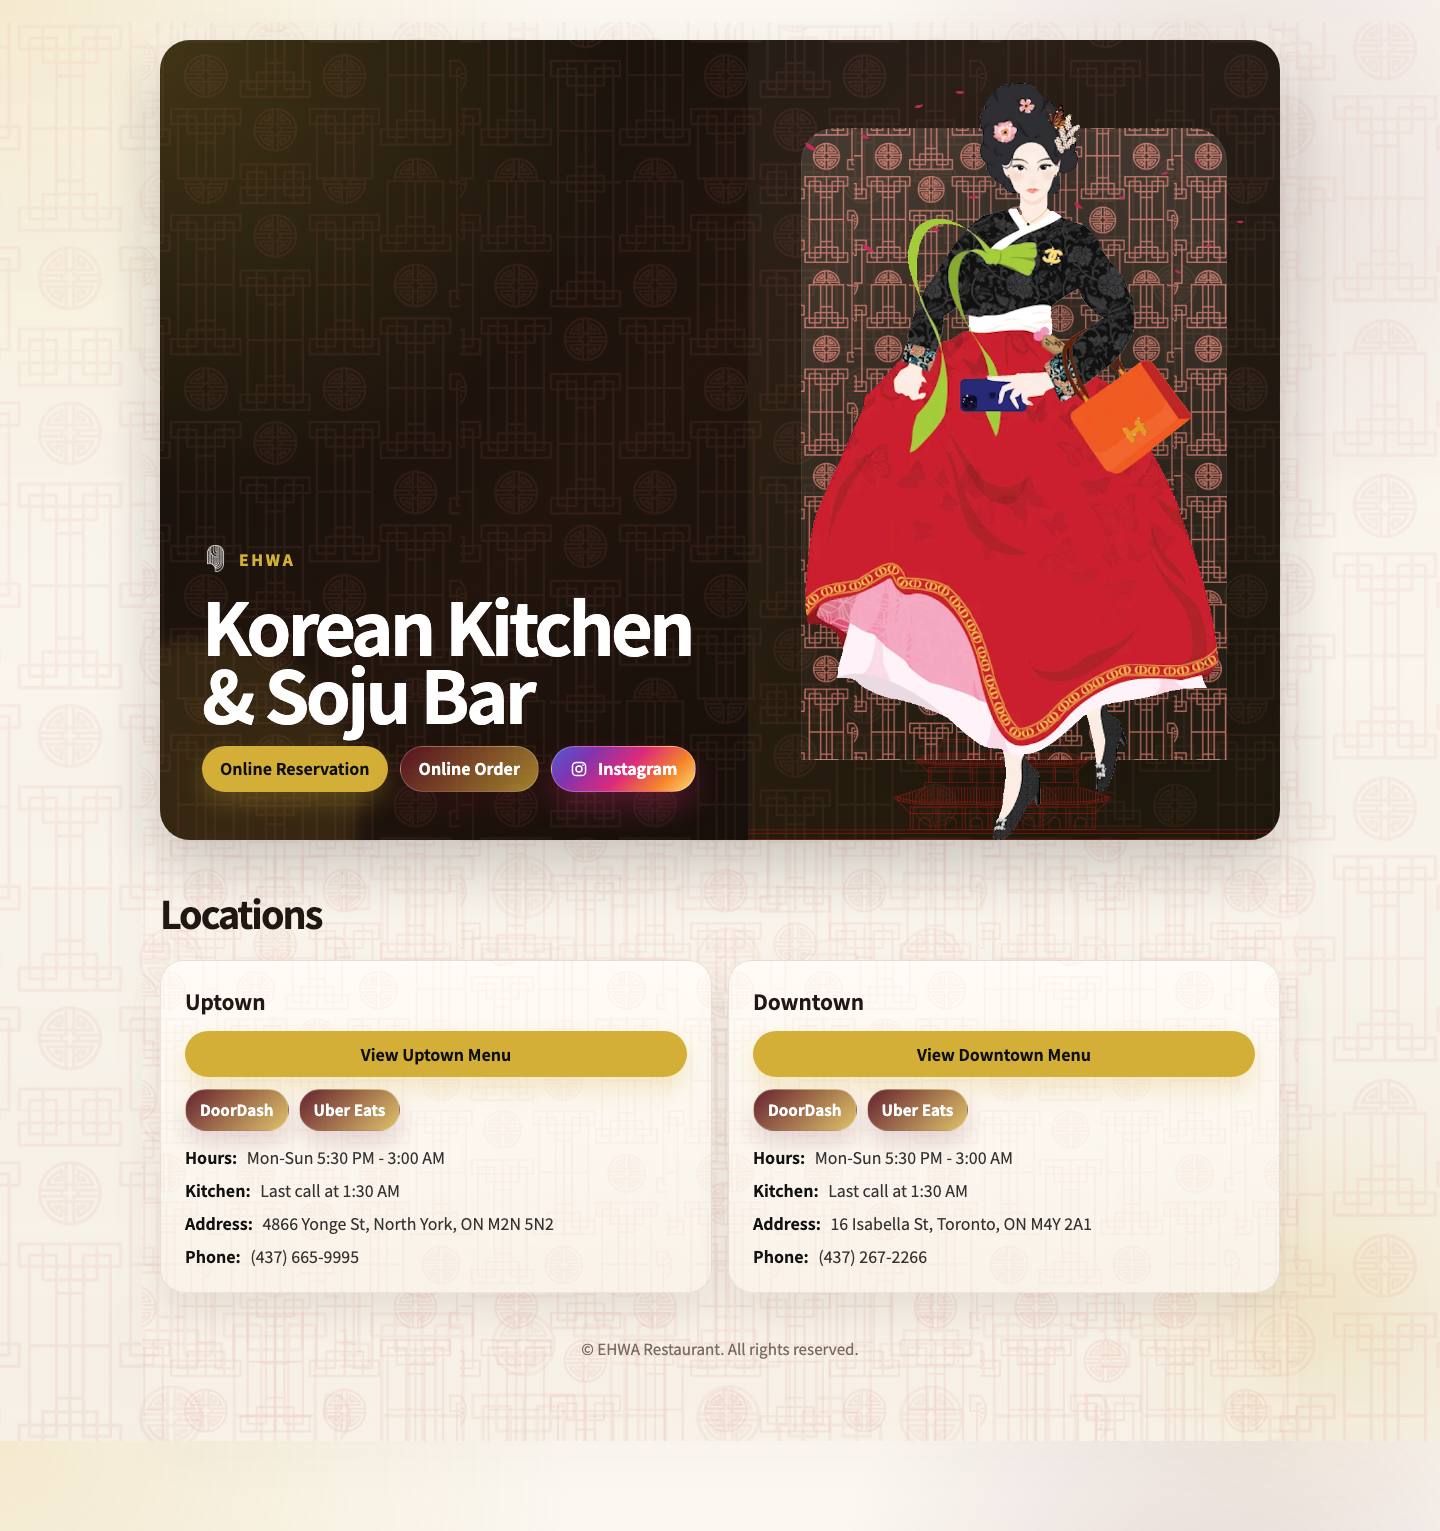 EHWA
Korean Kitchen
& Soju Bar
Online Reservation
Online Order
Instagram
Locations
Uptown
View Uptown Menu
DoorDash
Uber Eats
Hours: Mon-Sun 5:30 PM - 3:00 AM
Kitchen: Last call at 1:30 AM
Address: 4866 Yonge St, North York, ON M2N 5N2
Phone: (437) 665-9995
Downtown
View Downtown Menu
DoorDash
Uber Eats
Hours: Mon-Sun 5:30 PM - 3:00 AM
Kitchen: Last call at 1:30 AM
Address: 16 Isabella St, Toronto, ON M4Y 2A1
Phone: (437) 267-2266
© EHWA Restaurant. All rights reserved.